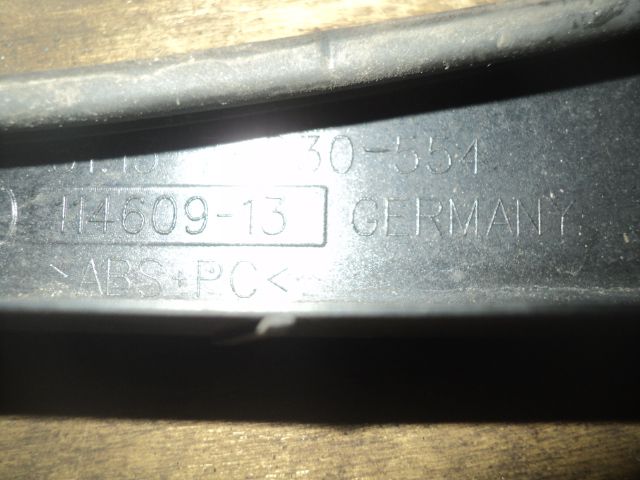 30-554
114609-13 GERMANY
>ABS+PC<